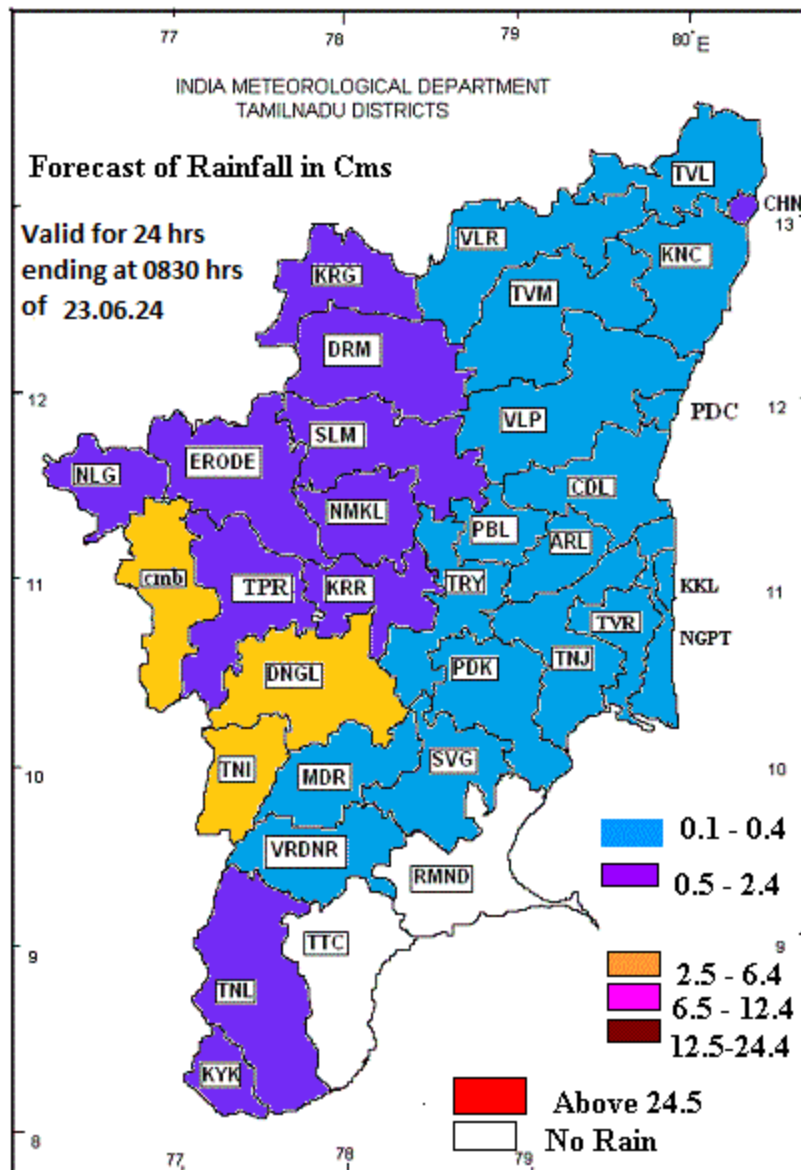 77 78 79 80°E
INDIA METEOROLOGICAL DEPARTMENT
TAMILNADU DISTRICTS
Forecast of Rainfall in Cms
TVL
CHN
13
Valid for 24 hrs
ending at 0830 hrs
of 23.06.24
VLR
KNC
KRG
TVM
DRM
12
12
PDC
VLP
SLM
ERODE
NLG
CDL
NMKL
PBL
ARL
11
cmb
TPR
KRR
TRY
KKL
11
TVR
NGPT
DNGL
PDK
TNJ
10
TNI
MDR
SVG
10
0.1 - 0.4
VRDNR
RMND
0.5 - 2.4
9
TTC
9
2.5 - 6.4
TNL
6.5 - 12.4
12.5-24.4
KYK
Above 24.5
8
No Rain
77 78 79